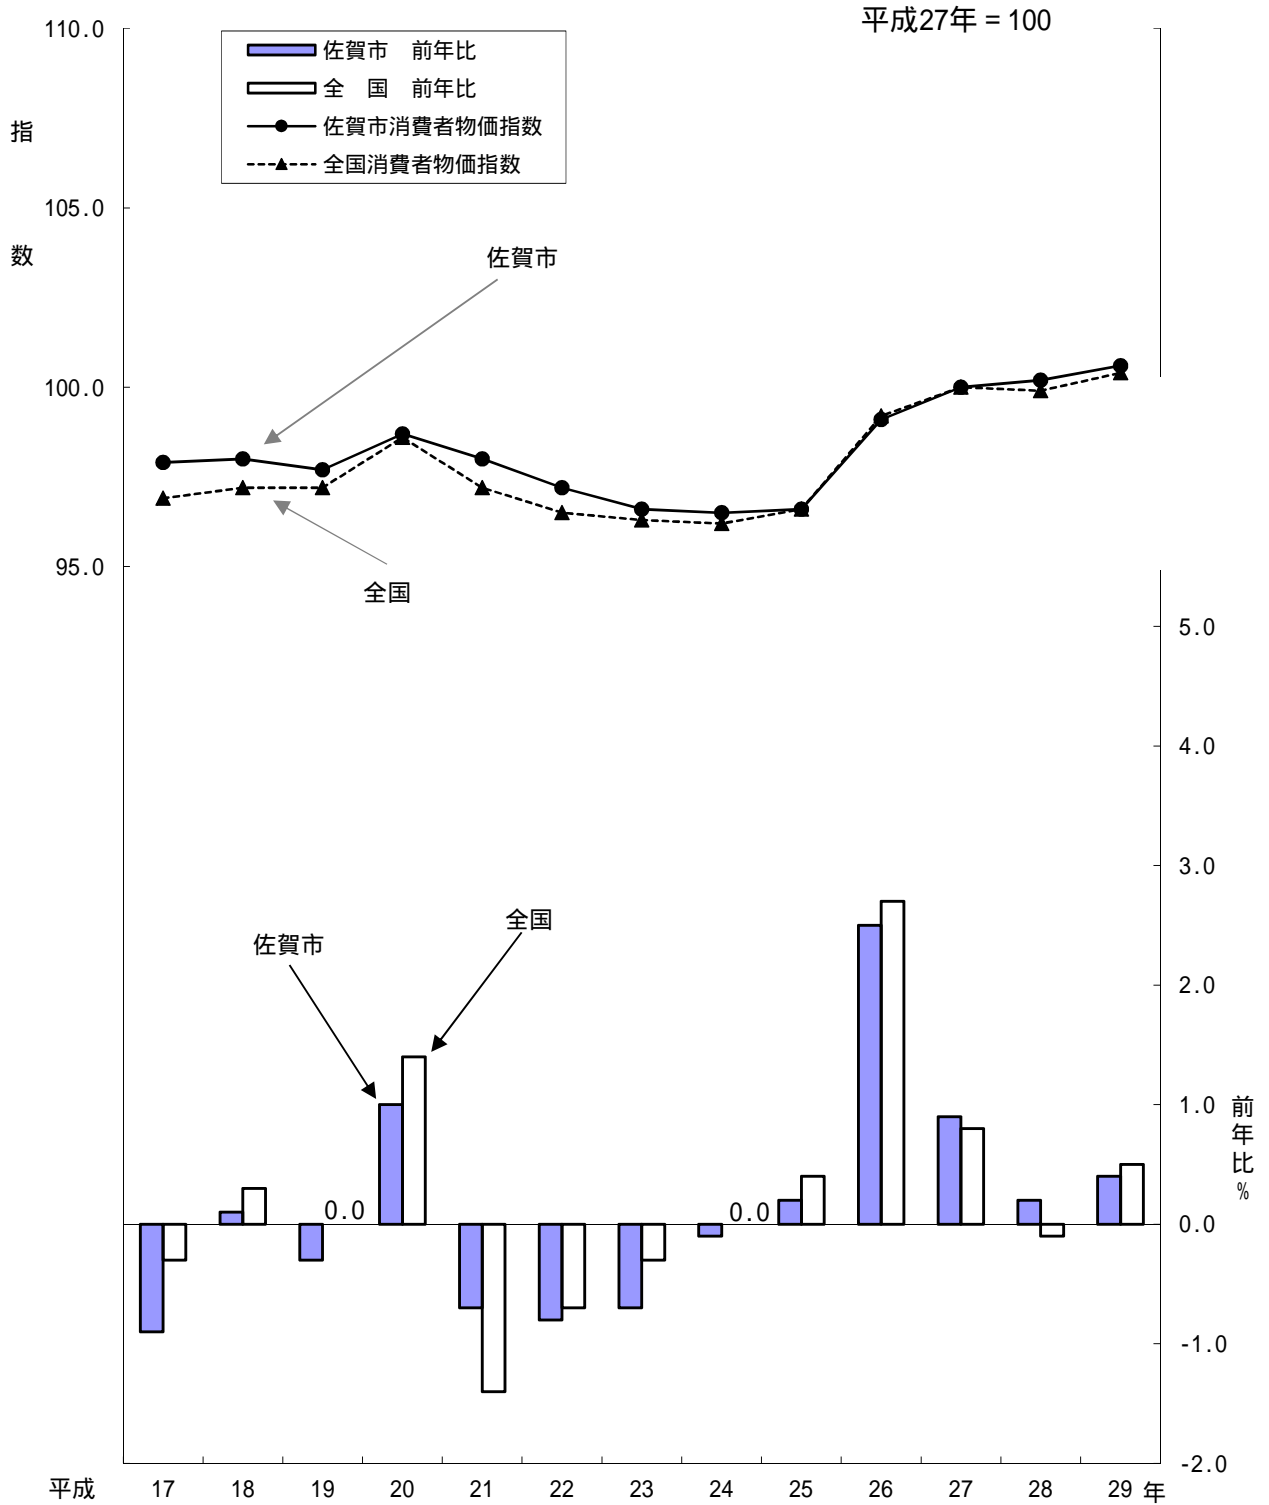 平成27年 = 100
110.0
佐賀市　前年比
全　国　前年比
佐賀市消費者物価指数
全国消費者物価指数
指
数
105.0
佐賀市
100.0
95.0
全国
5.0
4.0
3.0
全国
佐賀市
2.0
1.0
前年比%
0.0
0.0
0.0
-1.0
-2.0
平成 17 18 19 20 21 22 23 24 25 26 27 28 29 年